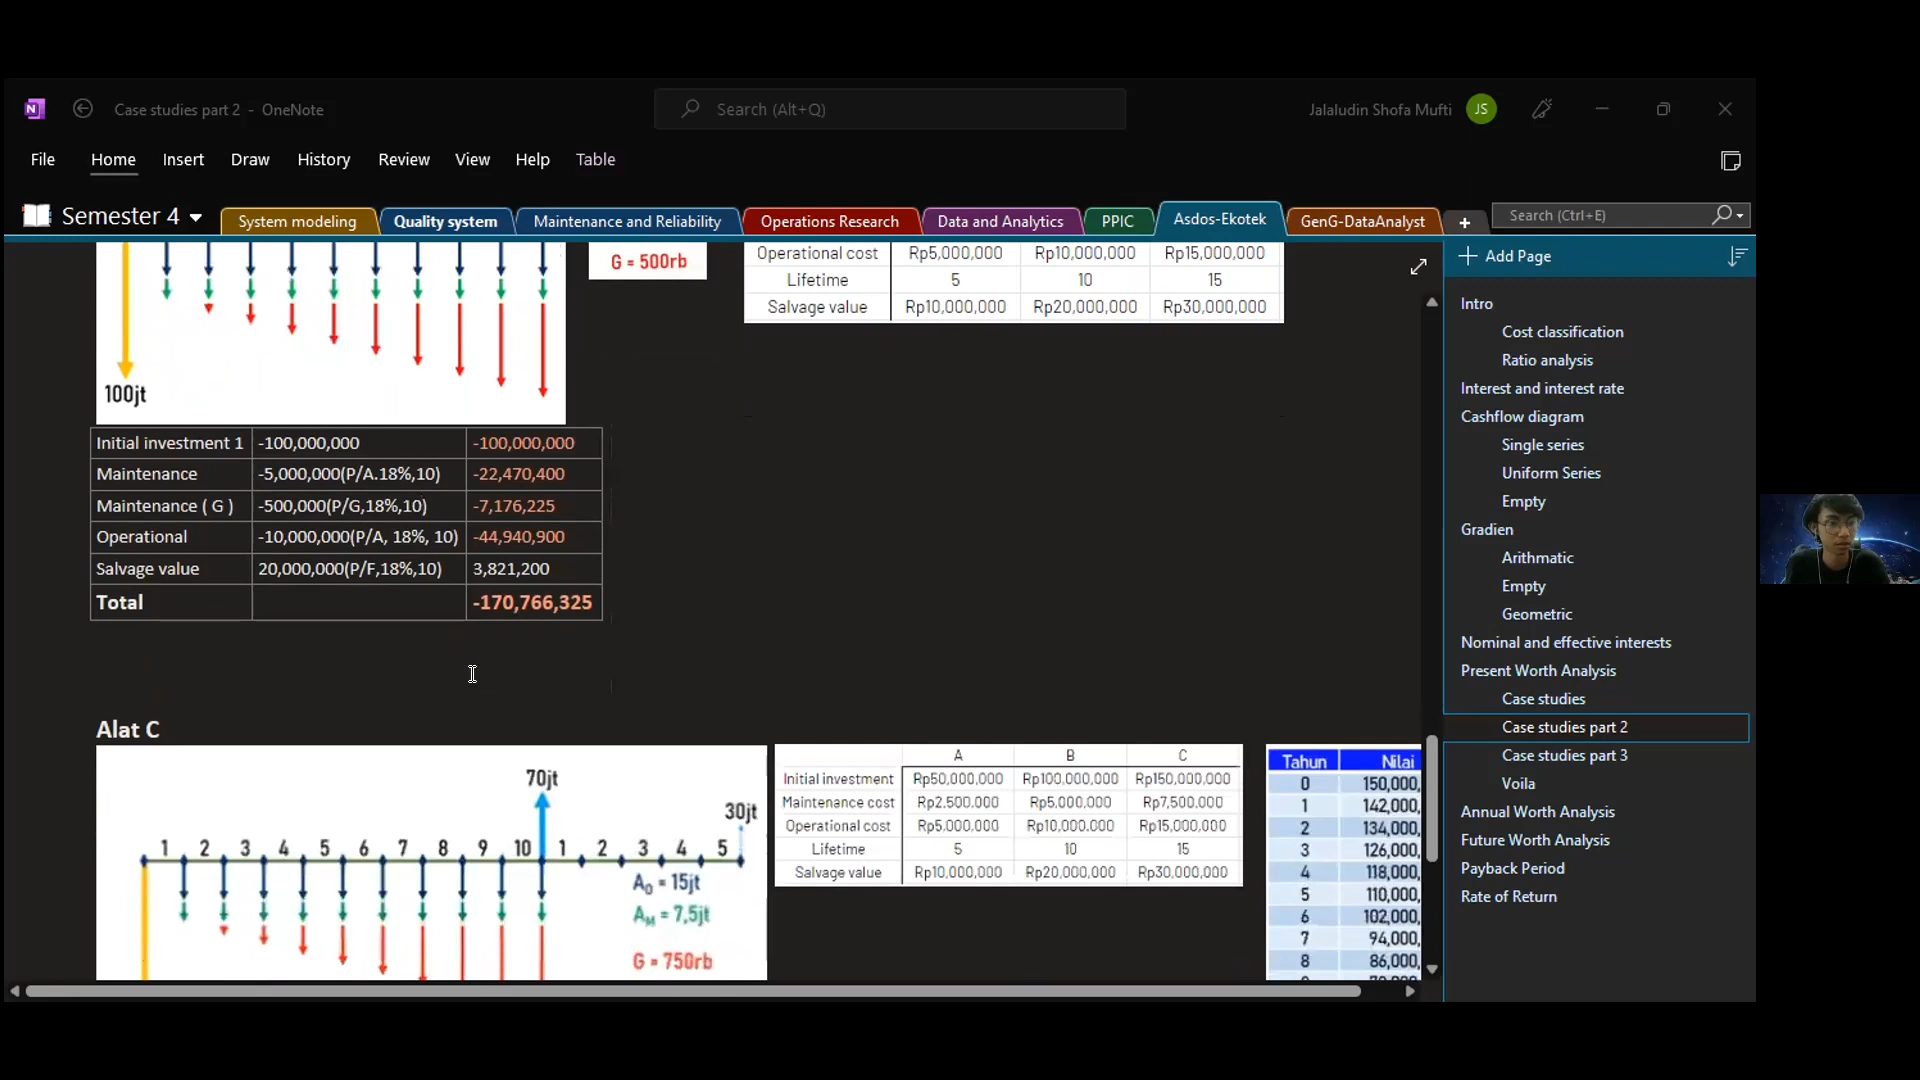 Case studies part 2 - OneNote
Search (Alt+Q)
Jalaludin Shofa Mufti
JS
File Home Insert Draw History Review View Help Table
Semester 4
System modeling
Quality system
Maintenance and Reliability
Operations Research
Data and Analytics
PPIC
Asdos-Ekotek
GenG-DataAnalyst
+
Search (Ctrl+E)
100jt
G = 500rb
Operational cost Rp5,000,000 Rp10,000,000 Rp15,000,000
Lifetime 5 10 15
Salvage value Rp10,000,000 Rp20,000,000 Rp30,000,000
Initial investment 1 -100,000,000 -100,000,000
Maintenance -5,000,000(P/A.18%,10) -22,470,400
Maintenance ( G ) -500,000(P/G,18%,10) -7,176,225
Operational -10,000,000(P/A, 18%, 10) -44,940,900
Salvage value 20,000,000(P/F,18%,10) 3,821,200
Total -170,766,325
Alat C
70jt
30jt
1 2 3 4 5 6 7 8 9 10 1 2 3 4 5
A0 = 15jt
AM = 7,5jt
G = 750rb
A B C
Initial investment Rp50,000,000 Rp100,000,000 Rp150,000,000
Maintenance cost Rp2.500.000 Rp5.000.000 Rp7,500.000
Operational cost Rp5.000.000 Rp10.000.000 Rp15,000,000
Lifetime 5 10 15
Salvage value Rp10,000,000 Rp20,000,000 Rp30,000,000
Tahun Nilai
0 150,000,
1 142,000,
2 134,000,
3 126,000,
4 118,000,
5 110,000,
6 102,000,
7 94,000,
8 86,000,
Add Page
Intro
Cost classification
Ratio analysis
Interest and interest rate
Cashflow diagram
Single series
Uniform Series
Empty
Gradien
Arithmatic
Empty
Geometric
Nominal and effective interests
Present Worth Analysis
Case studies
Case studies part 2
Case studies part 3
Voila
Annual Worth Analysis
Future Worth Analysis
Payback Period
Rate of Return